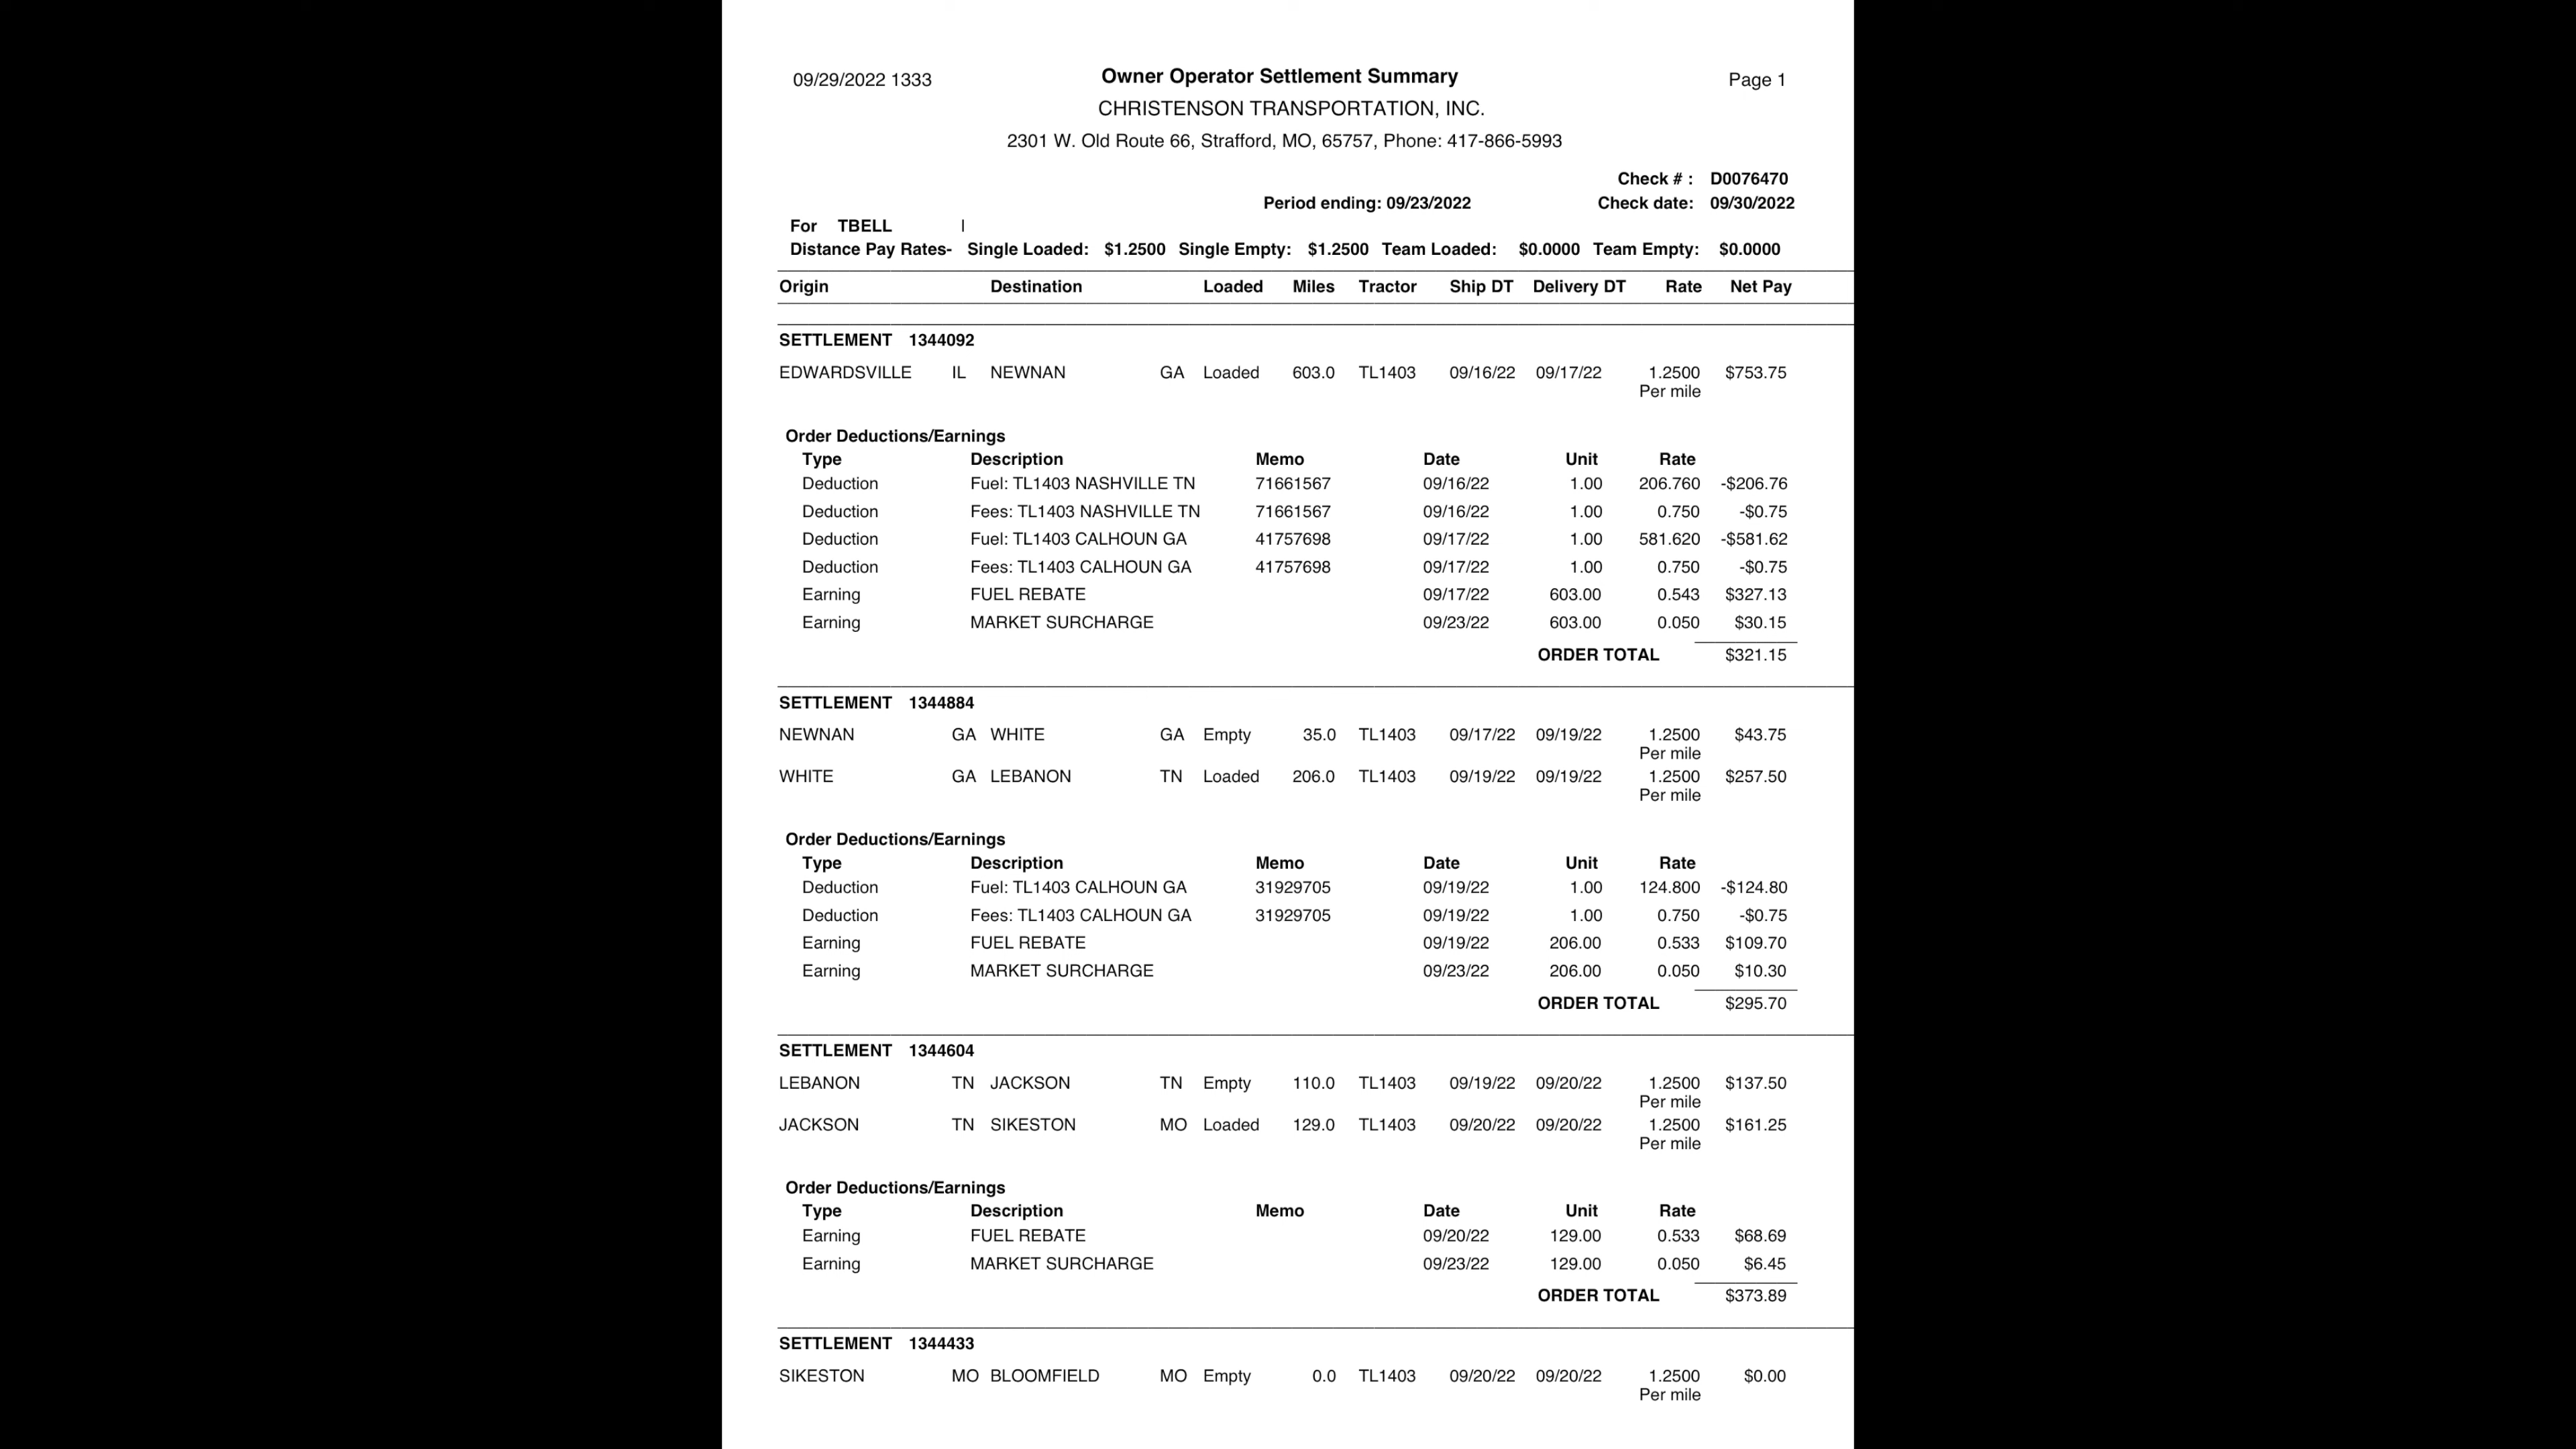 09/29/2022 1333 Owner Operator Settlement Summary Page 1
CHRISTENSON TRANSPORTATION, INC.
2301 W. Old Route 66, Strafford, MO, 65757, Phone: 417-866-5993
Check # : D0076470
Period ending: 09/23/2022 Check date: 09/30/2022
For TBELL
Distance Pay Rates- Single Loaded: $1.2500 Single Empty: $1.2500 Team Loaded: $0.0000 Team Empty: $0.0000
Origin Destination Loaded Miles Tractor Ship DT Delivery DT Rate Net Pay
SETTLEMENT 1344092
EDWARDSVILLE IL NEWNAN GA Loaded 603.0 TL1403 09/16/22 09/17/22 1.2500 $753.75
Per mile
Order Deductions/Earnings
Type Description Memo Date Unit Rate
Deduction Fuel: TL1403 NASHVILLE TN 71661567 09/16/22 1.00 206.760 -$206.76
Deduction Fees: TL1403 NASHVILLE TN 71661567 09/16/22 1.00 0.750 -$0.75
Deduction Fuel: TL1403 CALHOUN GA 41757698 09/17/22 1.00 581.620 -$581.62
Deduction Fees: TL1403 CALHOUN GA 41757698 09/17/22 1.00 0.750 -$0.75
Earning FUEL REBATE 09/17/22 603.00 0.543 $327.13
Earning MARKET SURCHARGE 09/23/22 603.00 0.050 $30.15
ORDER TOTAL $321.15
SETTLEMENT 1344884
NEWNAN GA WHITE GA Empty 35.0 TL1403 09/17/22 09/19/22 1.2500 $43.75
Per mile
WHITE GA LEBANON TN Loaded 206.0 TL1403 09/19/22 09/19/22 1.2500 $257.50
Per mile
Order Deductions/Earnings
Type Description Memo Date Unit Rate
Deduction Fuel: TL1403 CALHOUN GA 31929705 09/19/22 1.00 124.800 -$124.80
Deduction Fees: TL1403 CALHOUN GA 31929705 09/19/22 1.00 0.750 -$0.75
Earning FUEL REBATE 09/19/22 206.00 0.533 $109.70
Earning MARKET SURCHARGE 09/23/22 206.00 0.050 $10.30
ORDER TOTAL $295.70
SETTLEMENT 1344604
LEBANON TN JACKSON TN Empty 110.0 TL1403 09/19/22 09/20/22 1.2500 $137.50
Per mile
JACKSON TN SIKESTON MO Loaded 129.0 TL1403 09/20/22 09/20/22 1.2500 $161.25
Per mile
Order Deductions/Earnings
Type Description Memo Date Unit Rate
Earning FUEL REBATE 09/20/22 129.00 0.533 $68.69
Earning MARKET SURCHARGE 09/23/22 129.00 0.050 $6.45
ORDER TOTAL $373.89
SETTLEMENT 1344433
SIKESTON MO BLOOMFIELD MO Empty 0.0 TL1403 09/20/22 09/20/22 1.2500 $0.00
Per mile